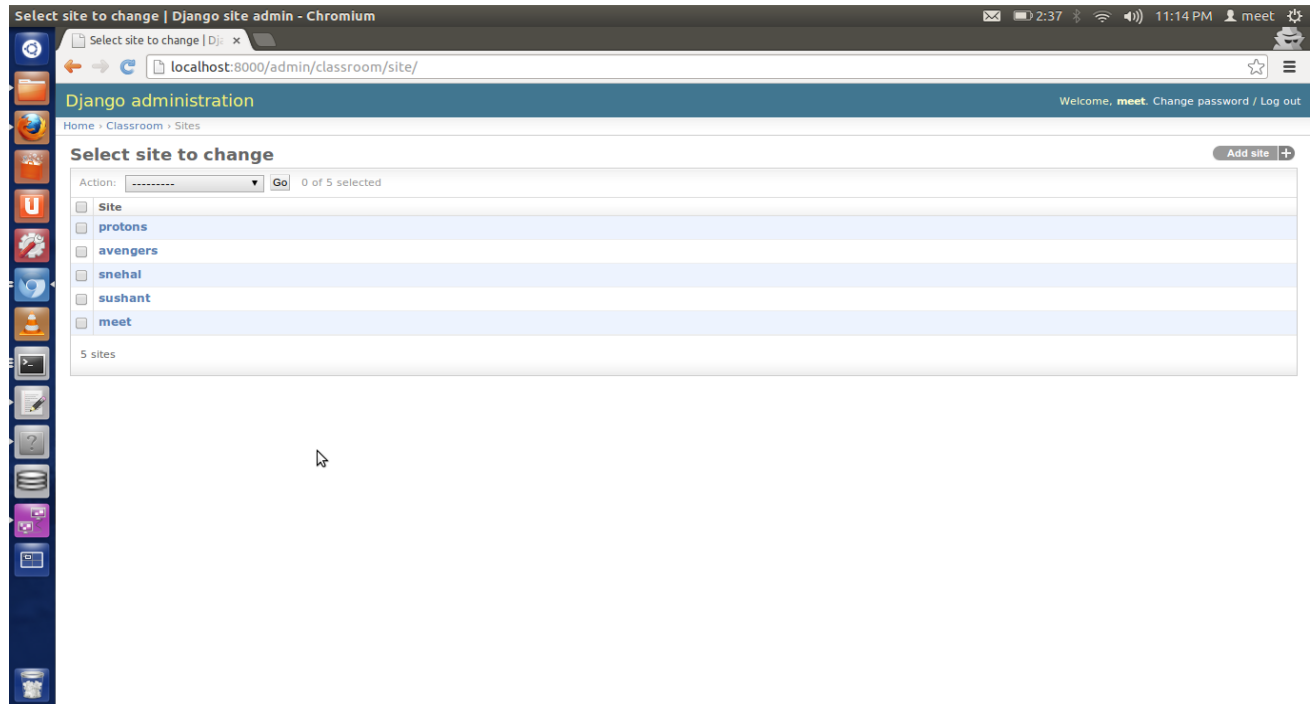 Select site to change | Django site admin - Chromium 2:37 11:14 PM meet
Select site to change | Dja
localhost:8000/admin/classroom/site/
Django administration Welcome, meet. Change password / Log out
Home › Classroom › Sites
Select site to change Add site
Action: --------- Go 0 of 5 selected
Site
protons
avengers
snehal
sushant
meet
5 sites